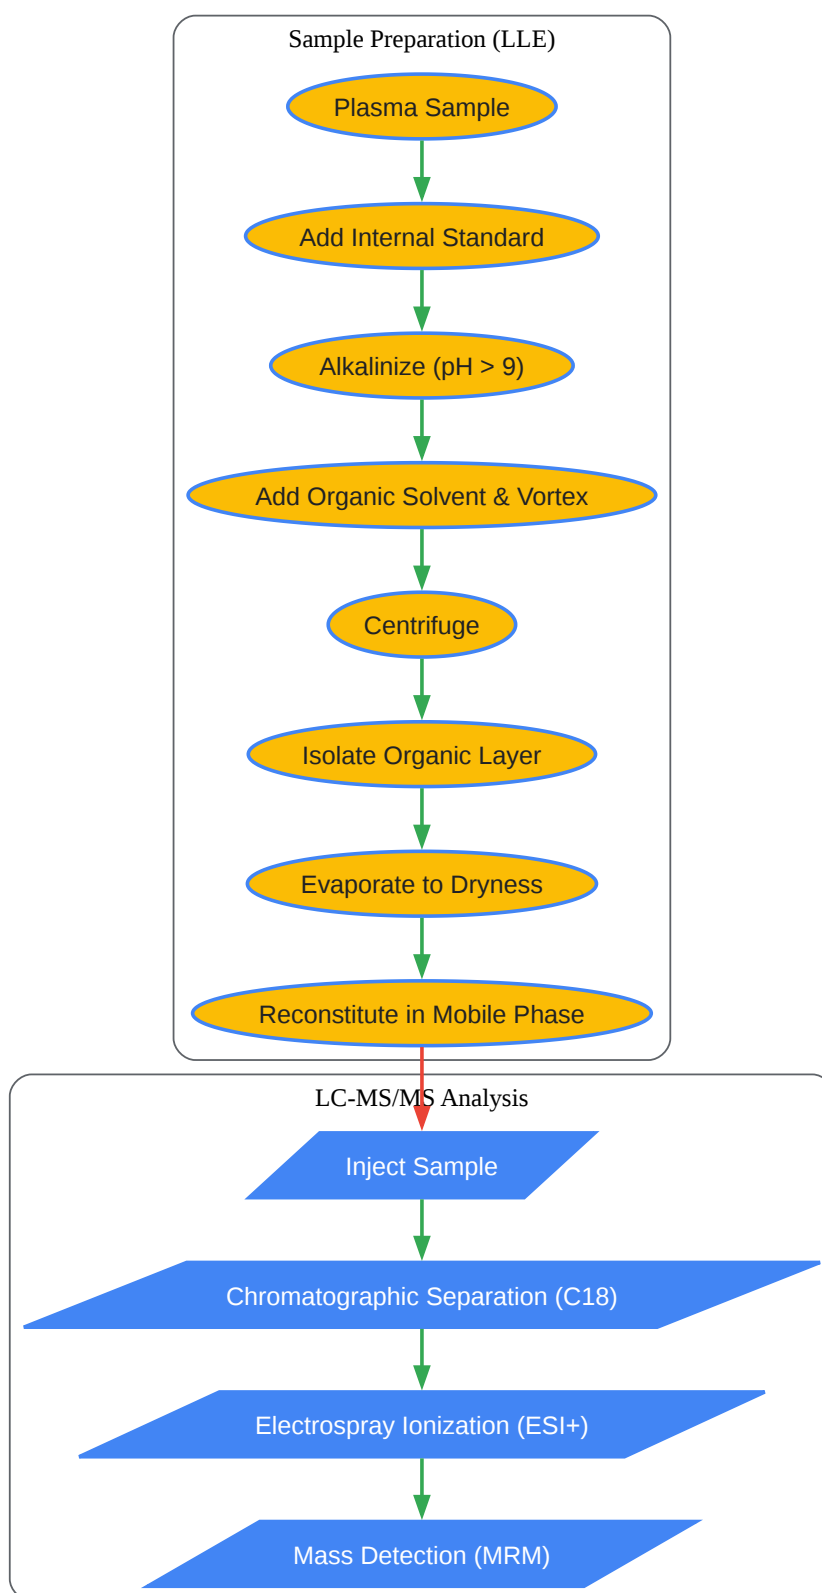 Sample Preparation (LLE)
Plasma Sample
Add Internal Standard
Alkalinize (pH > 9)
Add Organic Solvent & Vortex
Centrifuge
Isolate Organic Layer
Evaporate to Dryness
Reconstitute in Mobile Phase
LC-MS/MS Analysis
Inject Sample
Chromatographic Separation (C18)
Electrospray Ionization (ESI+)
Mass Detection (MRM)